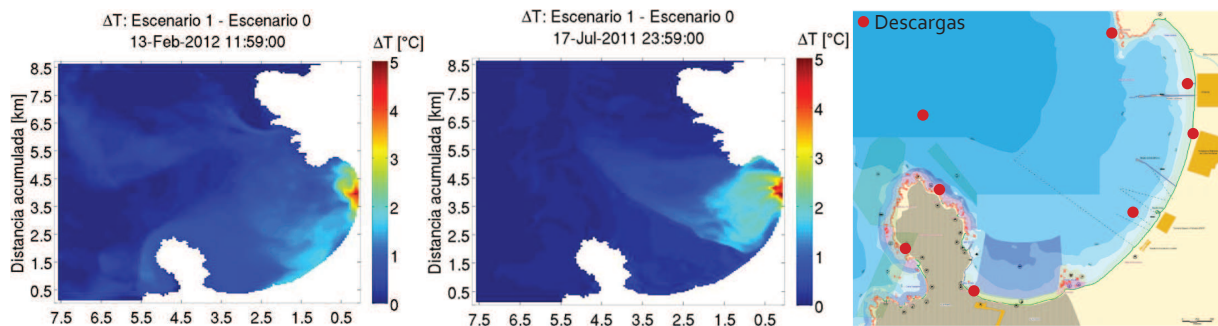 ΔT: Escenario 1 - Escenario 0
13-Feb-2012 11:59:00
ΔT [°C]
Distancia acumulada [km]
8.5
7.5
6.5
5.5
4.5
3.5
2.5
1.5
0.5
7.5 6.5 5.5 4.5 3.5 2.5 1.5 0.5
5
4
3
2
1
0
ΔT: Escenario 1 - Escenario 0
17-Jul-2011 23:59:00
ΔT [°C]
Distancia acumulada [km]
8.5
7.5
6.5
5.5
4.5
3.5
2.5
1.5
0.5
7.5 6.5 5.5 4.5 3.5 2.5 1.5 0.5
5
4
3
2
1
0
Descargas